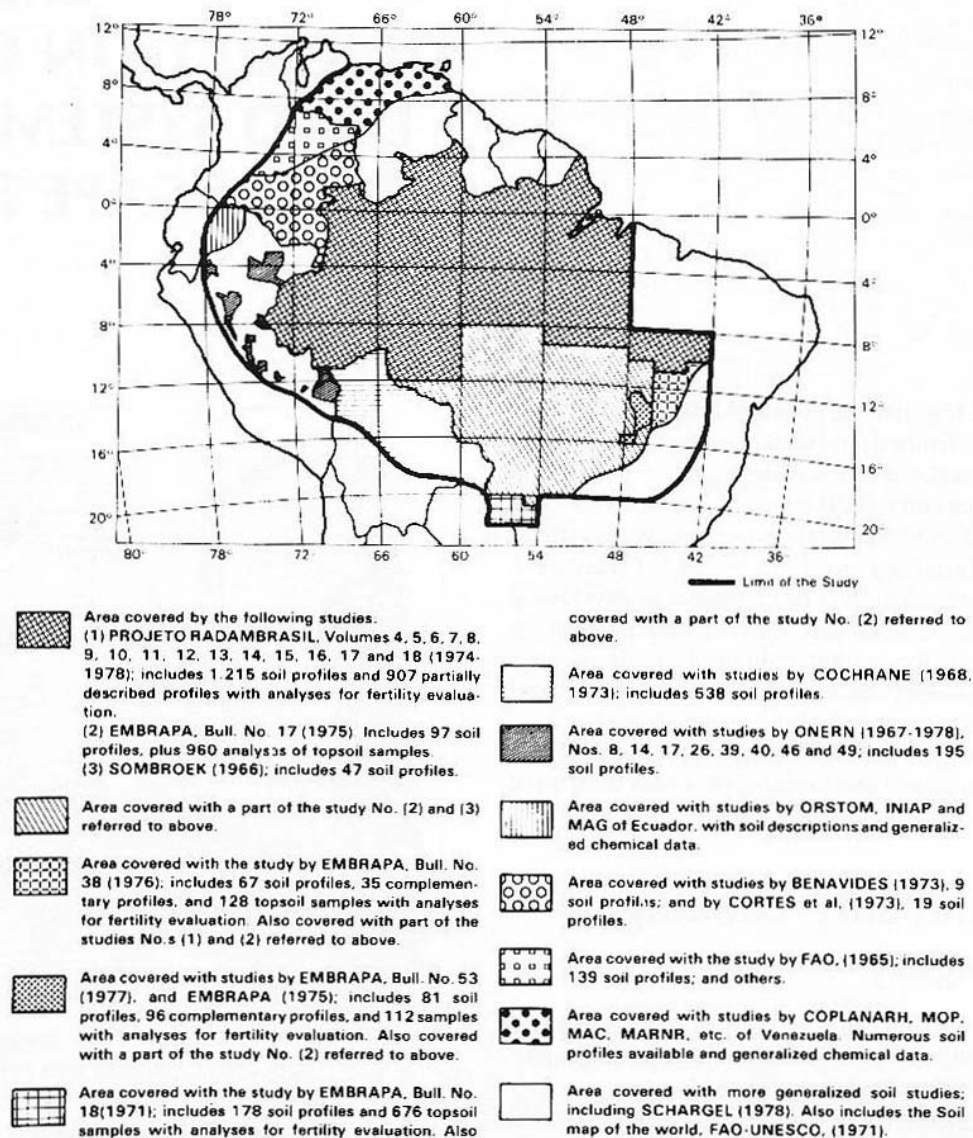 78° 72° 66° 60° 54° 48° 42° 36°
12° 12°
8° 8°
4° 4°
0° 0°
4° 4°
8° 8°
12° 12°
16° 16°
20° 20°
80° 78° 72° 66° 60° 54 48 42 36
Limit of the Study
Area covered by the following studies.
(1) PROJETO RADAMBRASIL, Volumes 4, 5, 6, 7, 8,
9, 10, 11, 12, 13, 14, 15, 16, 17 and 18 (1974-
1978); includes 1.215 soil profiles and 907 partially
described profiles with analyses for fertility evalua-
tion.
(2) EMBRAPA, Bull. No. 17 (1975) Includes 97 soil
profiles, plus 960 analyses of topsoil samples.
(3) SOMBROEK (1966); includes 47 soil profiles.
Area covered with a part of the study No. (2) and (3)
referred to above.
Area covered with the study by EMBRAPA, Bull. No.
38 (1976); includes 67 soil profiles, 35 complemen-
tary profiles, and 128 topsoil samples with analyses
for fertility evaluation. Also covered with part of the
studies No.s (1) and (2) referred to above.
Area covered with studies by EMBRAPA, Bull. No. 53
(1977), and EMBRAPA (1975); includes 81 soil
profiles, 96 complementary profiles, and 112 samples
with analyses for fertility evaluation. Also covered
with a part of the study No. (2) referred to above.
Area covered with the study by EMBRAPA, Bull. No.
18(1971); includes 178 soil profiles and 676 topsoil
samples with analyses for fertility evaluation. Also
covered with a part of the study No. (2) referred to
above.
Area covered with studies by COCHRANE (1968,
1973); includes 538 soil profiles.
Area covered with studies by ONERN (1967-1978),
Nos. 8, 14, 17, 26, 39, 40, 46 and 49; includes 195
soil profiles.
Area covered with studies by ORSTOM, INIAP and
MAG of Ecuador, with soil descriptions and generaliz-
ed chemical data.
Area covered with studies by BENAVIDES (1973), 9
soil profiles; and by CORTES et al, (1973), 19 soil
profiles.
Area covered with the study by FAO, (1965); includes
139 soil profiles; and others.
Area covered with studies by COPLANARH, MOP,
MAC, MARNR, etc. of Venezuela. Numerous soil
profiles available and generalized chemical data.
Area covered with more generalized soil studies;
including SCHARGEL (1978). Also includes the Soil
map of the world, FAO-UNESCO, (1971).